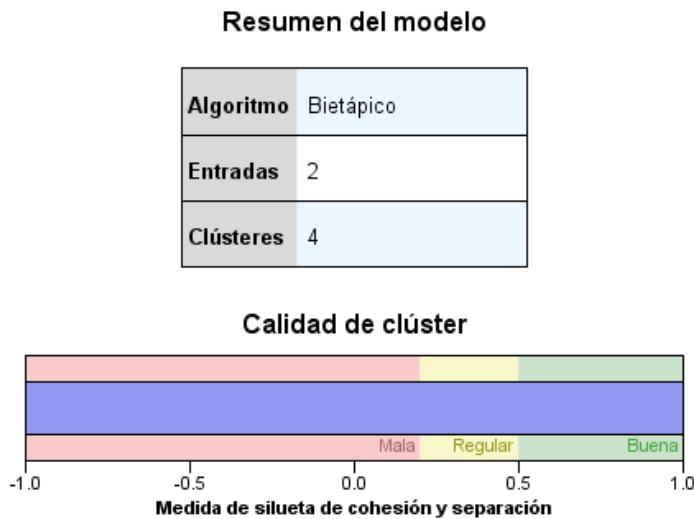 Resumen del modelo
Algoritmo Bietápico
Entradas 2
Clústeres 4
Calidad de clúster
Mala Regular Buena
-1.0 -0.5 0.0 0.5 1.0
Medida de silueta de cohesión y separación